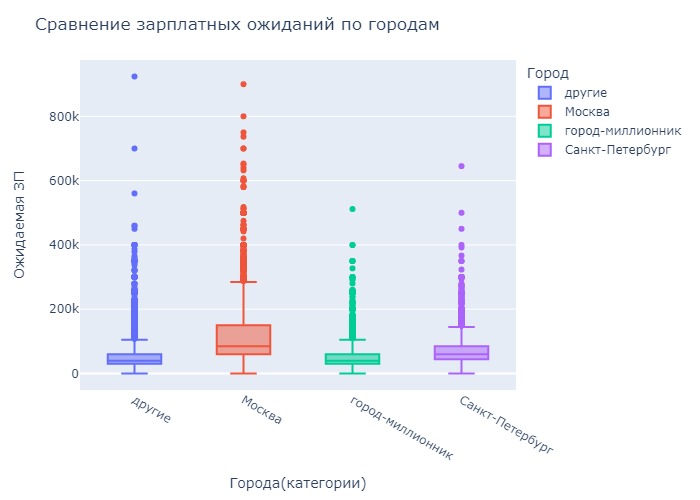 Сравнение зарплатных ожиданий по городам
Город
другие
Москва
город-миллионник
Санкт-Петербург
Ожидаемая ЗП
800k
600k
400k
200k
0
другие
Москва
город-миллионник
Санкт-Петербург
Города(категории)